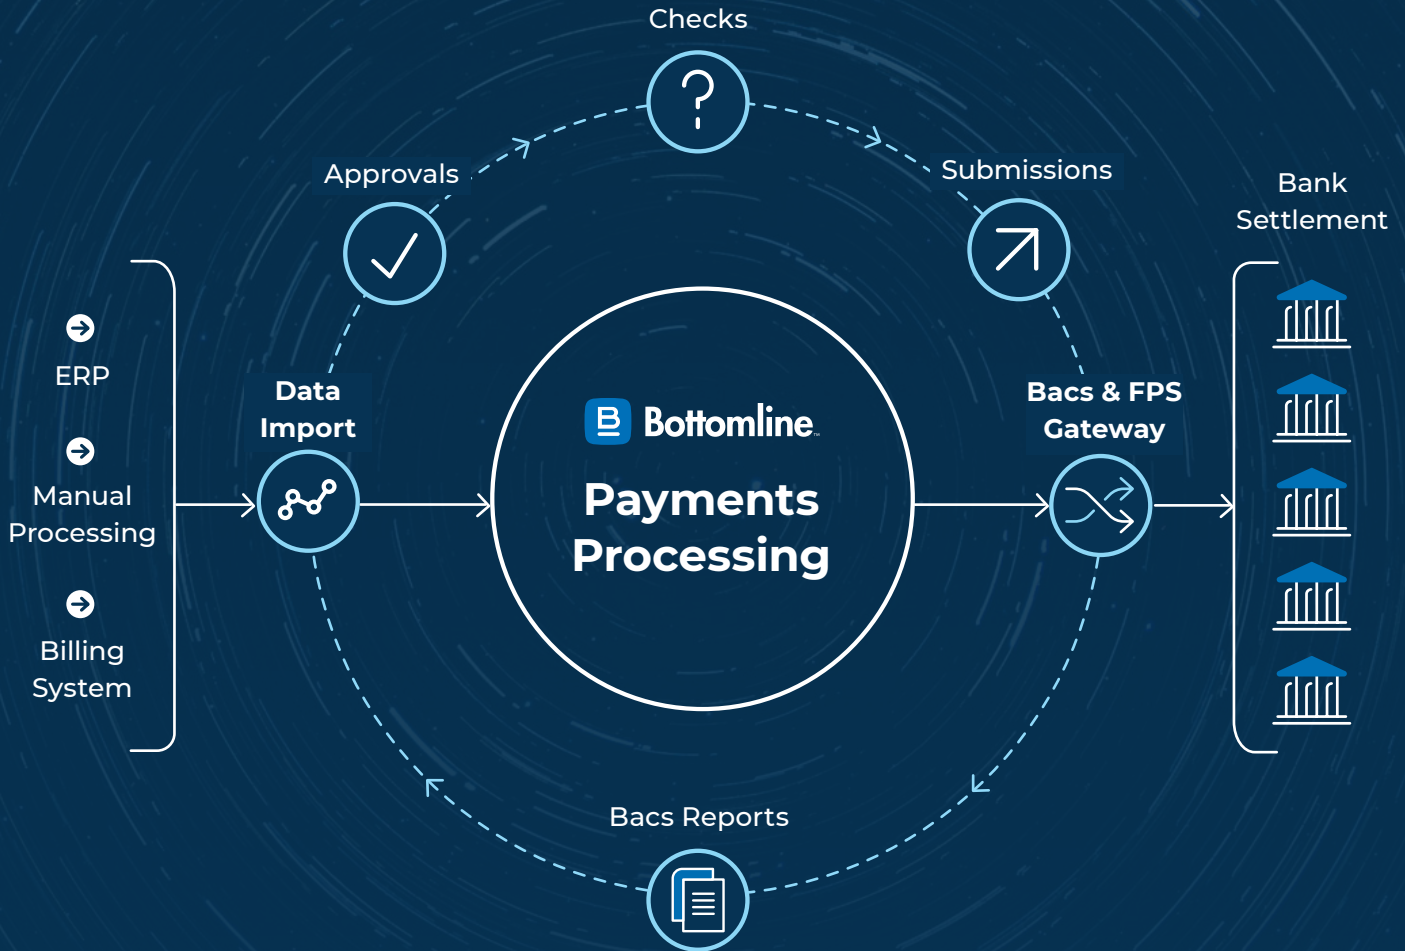 Checks
Approvals
Submissions
Bank
Settlement
ERP
Manual
Processing
Billing
System
Data
Import
B Bottomline™
Payments
Processing
Bacs & FPS
Gateway
Bacs Reports